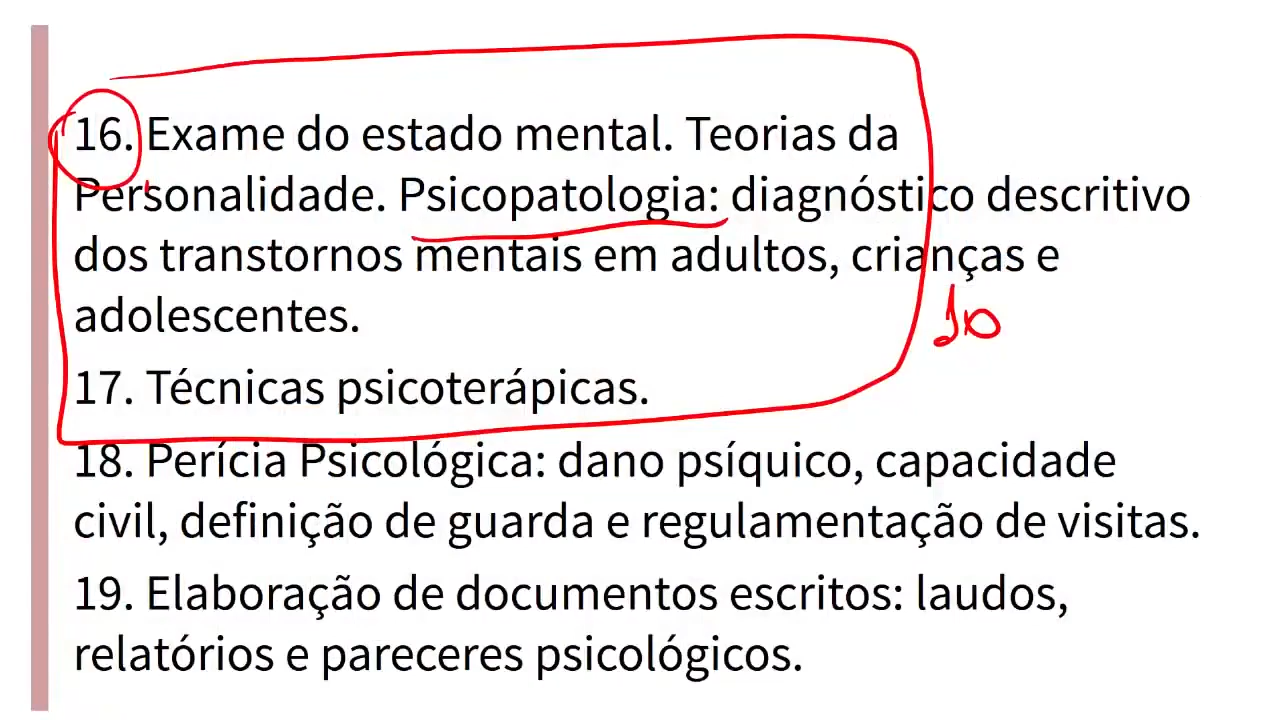 16. Exame do estado mental. Teorias da
Personalidade. Psicopatologia: diagnóstico descritivo
dos transtornos mentais em adultos, crianças e
adolescentes.
10
17. Técnicas psicoterápicas.
18. Perícia Psicológica: dano psíquico, capacidade
civil, definição de guarda e regulamentação de visitas.
19. Elaboração de documentos escritos: laudos,
relatórios e pareceres psicológicos.